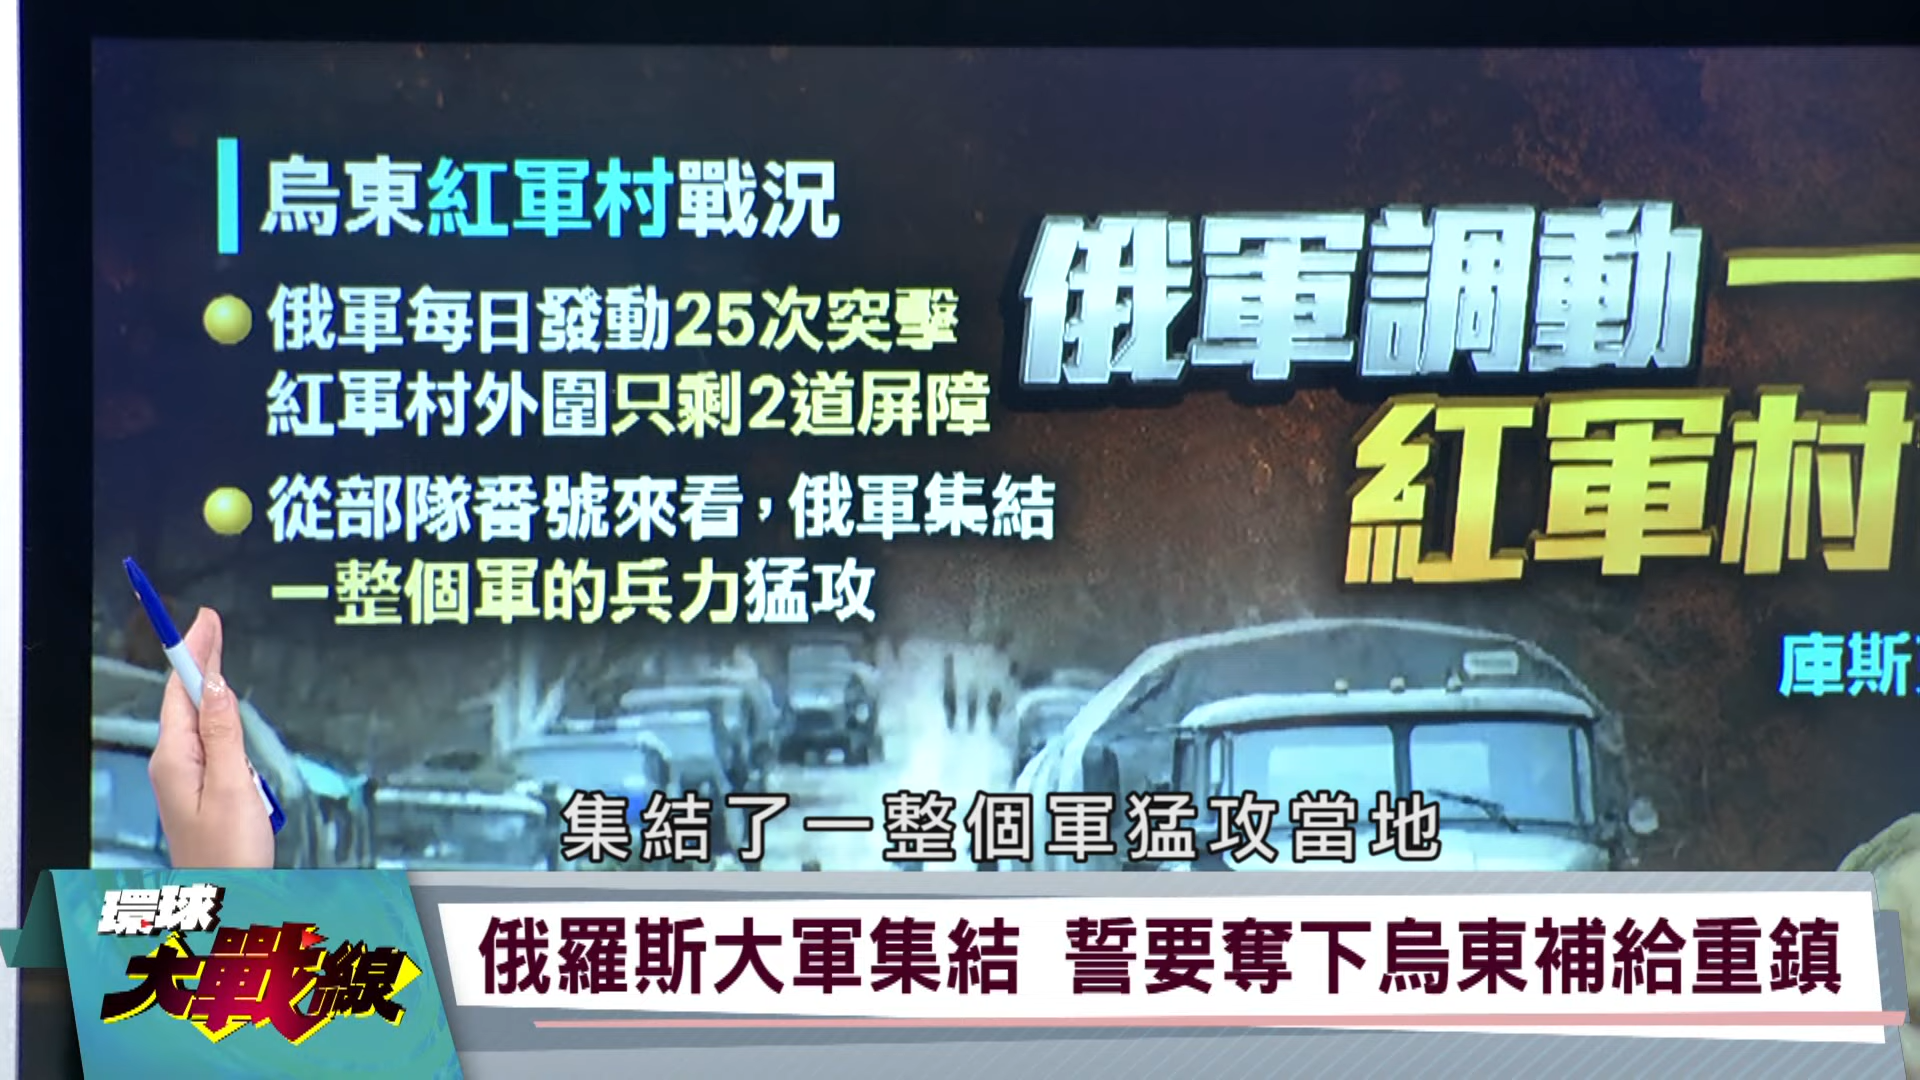 烏東紅軍村戰況
俄軍每日發動25次突擊
紅軍村外圍只剩2道屏障
從部隊番號來看，俄軍集結
一整個軍的兵力猛攻
俄軍調動一
紅軍村
庫斯
集結了一整個軍猛攻當地
環球
大戰線
俄羅斯大軍集結 誓要奪下烏東補給重鎮